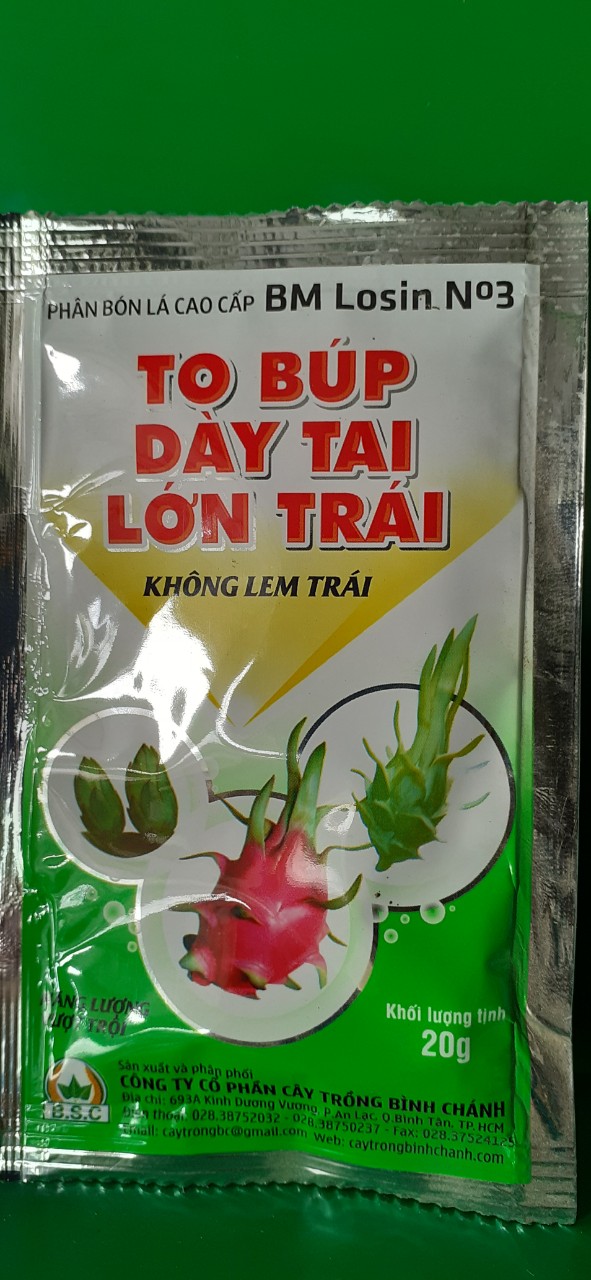 PHÂN BÓN LÁ CAO CẤP BM Losin Nº3
TO BÚP
DÀY TAI
LỚN TRÁI
KHÔNG LEM TRÁI
LƯỢNG
TRỘI
Khối lượng tịnh
20g
B.S.C
Sản xuất và phân phối
CÔNG TY CỔ PHẦN CÂY TRỒNG BÌNH CHÁNH
Địa chỉ: 693A Kinh Dương Vương, P.An Lạc, Q.Bình Tân, TP.HCM
Điện thoại: 028.38752032 - 028.38750237 - Fax:
Email: caytrongbc@gmail.com Web: caytrongbinhchanh.com